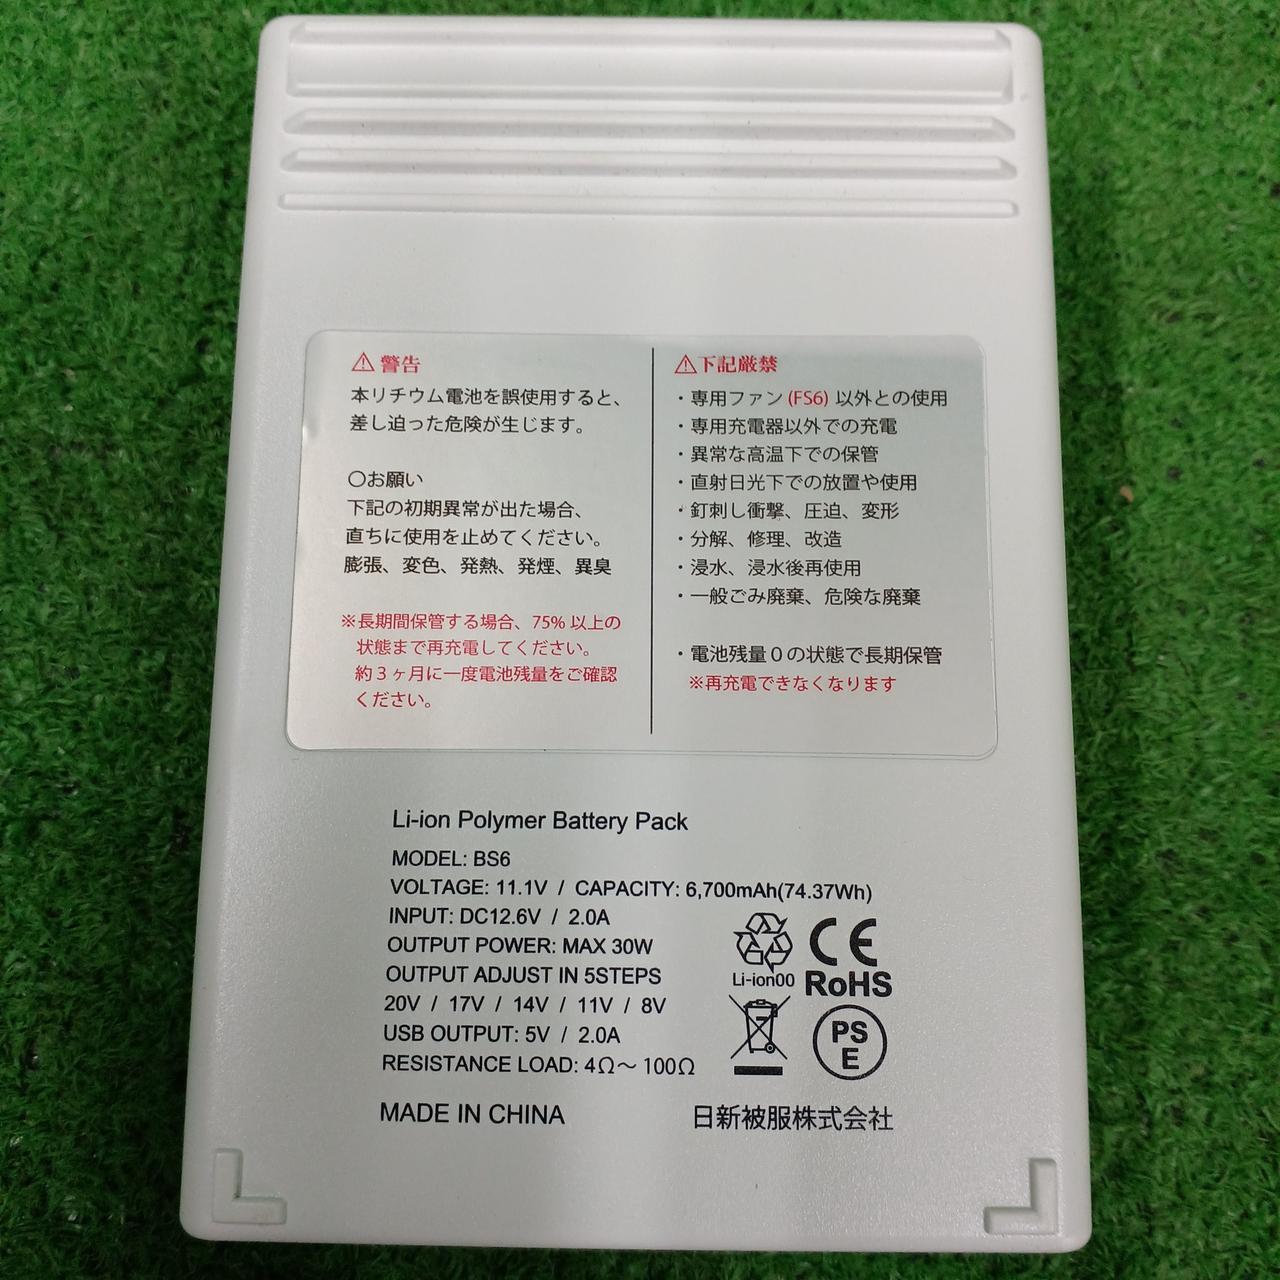 ⚠警告
本リチウム電池を誤使用すると、
差し迫った危険が生じます。
〇お願い
下記の初期異常が出た場合、
直ちに使用を止めてください。
膨張、変色、発熱、発煙、異臭
※長期間保管する場合、75%以上の
状態まで再充電してください。
約3ヶ月に一度電池残量をご確認
ください。
⚠下記厳禁
・専用ファン(FS6)以外との使用
・専用充電器以外での充電
・異常な高温下での保管
・直射日光下での放置や使用
・釘刺し衝撃、圧迫、変形
・分解、修理、改造
・浸水、浸水後再使用
・一般ごみ廃棄、危険な廃棄
・電池残量0の状態で長期保管
※再充電できなくなります
Li-ion Polymer Battery Pack
MODEL: BS6
VOLTAGE: 11.1V / CAPACITY: 6,700mAh(74.37Wh)
INPUT: DC12.6V / 2.0A
OUTPUT POWER: MAX 30W
OUTPUT ADJUST IN 5STEPS
20V / 17V / 14V / 11V / 8V
USB OUTPUT: 5V / 2.0A
RESISTANCE LOAD: 4Ω～100Ω
CE
Li-ion00
RoHS
PS
E
MADE IN CHINA
日新被服株式会社